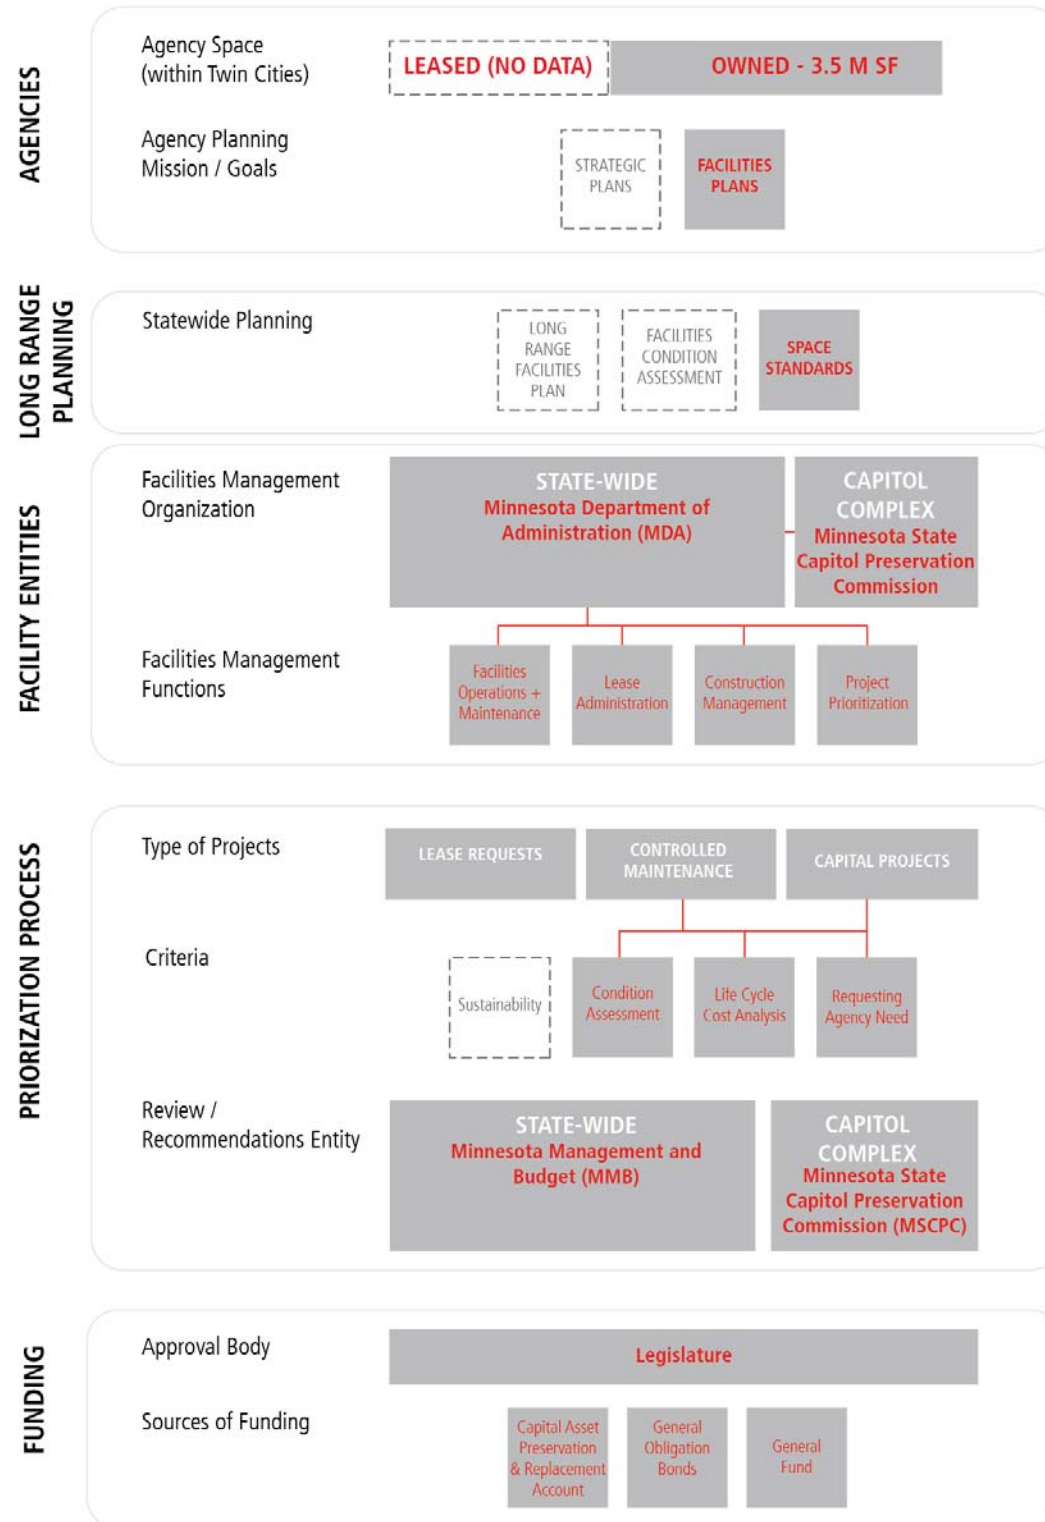 AGENCIES
Agency Space
(within Twin Cities)
LEASED (NO DATA)
OWNED - 3.5 M SF
Agency Planning
Mission / Goals
STRATEGIC
PLANS
FACILITIES
PLANS
LONG RANGE
PLANNING
Statewide Planning
LONG
RANGE
FACILITIES
PLAN
FACILITIES
CONDITION
ASSESSMENT
SPACE
STANDARDS
FACILITY ENTITIES
Facilities Management
Organization
STATE-WIDE
Minnesota Department of
Administration (MDA)
CAPITOL
COMPLEX
Minnesota State
Capitol Preservation
Commission
Facilities Management
Functions
Facilities
Operations +
Maintenance
Lease
Administration
Construction
Management
Project
Prioritization
PRIORIZATION PROCESS
Type of Projects
LEASE REQUESTS
CONTROLLED
MAINTENANCE
CAPITAL PROJECTS
Criteria
Sustainability
Condition
Assessment
Life Cycle
Cost Analysis
Requesting
Agency Need
Review /
Recommendations Entity
STATE-WIDE
Minnesota Management and
Budget (MMB)
CAPITOL
COMPLEX
Minnesota State
Capitol Preservation
Commission (MSCPC)
FUNDING
Approval Body
Legislature
Sources of Funding
Capital Asset
Preservation
& Replacement
Account
General
Obligation
Bonds
General
Fund